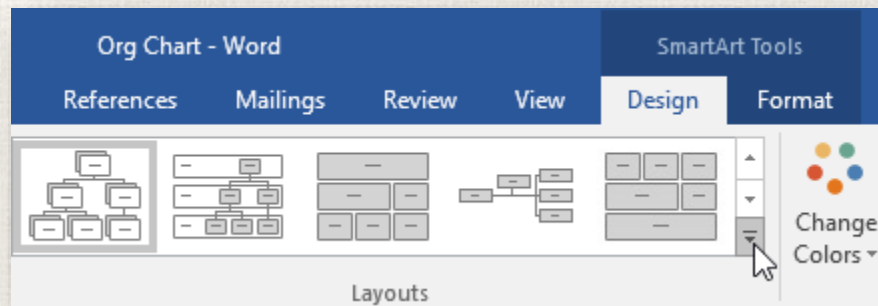 Org Chart - Word
SmartArt Tools
References Mailings Review View Design Format
Change
Colors
Layouts